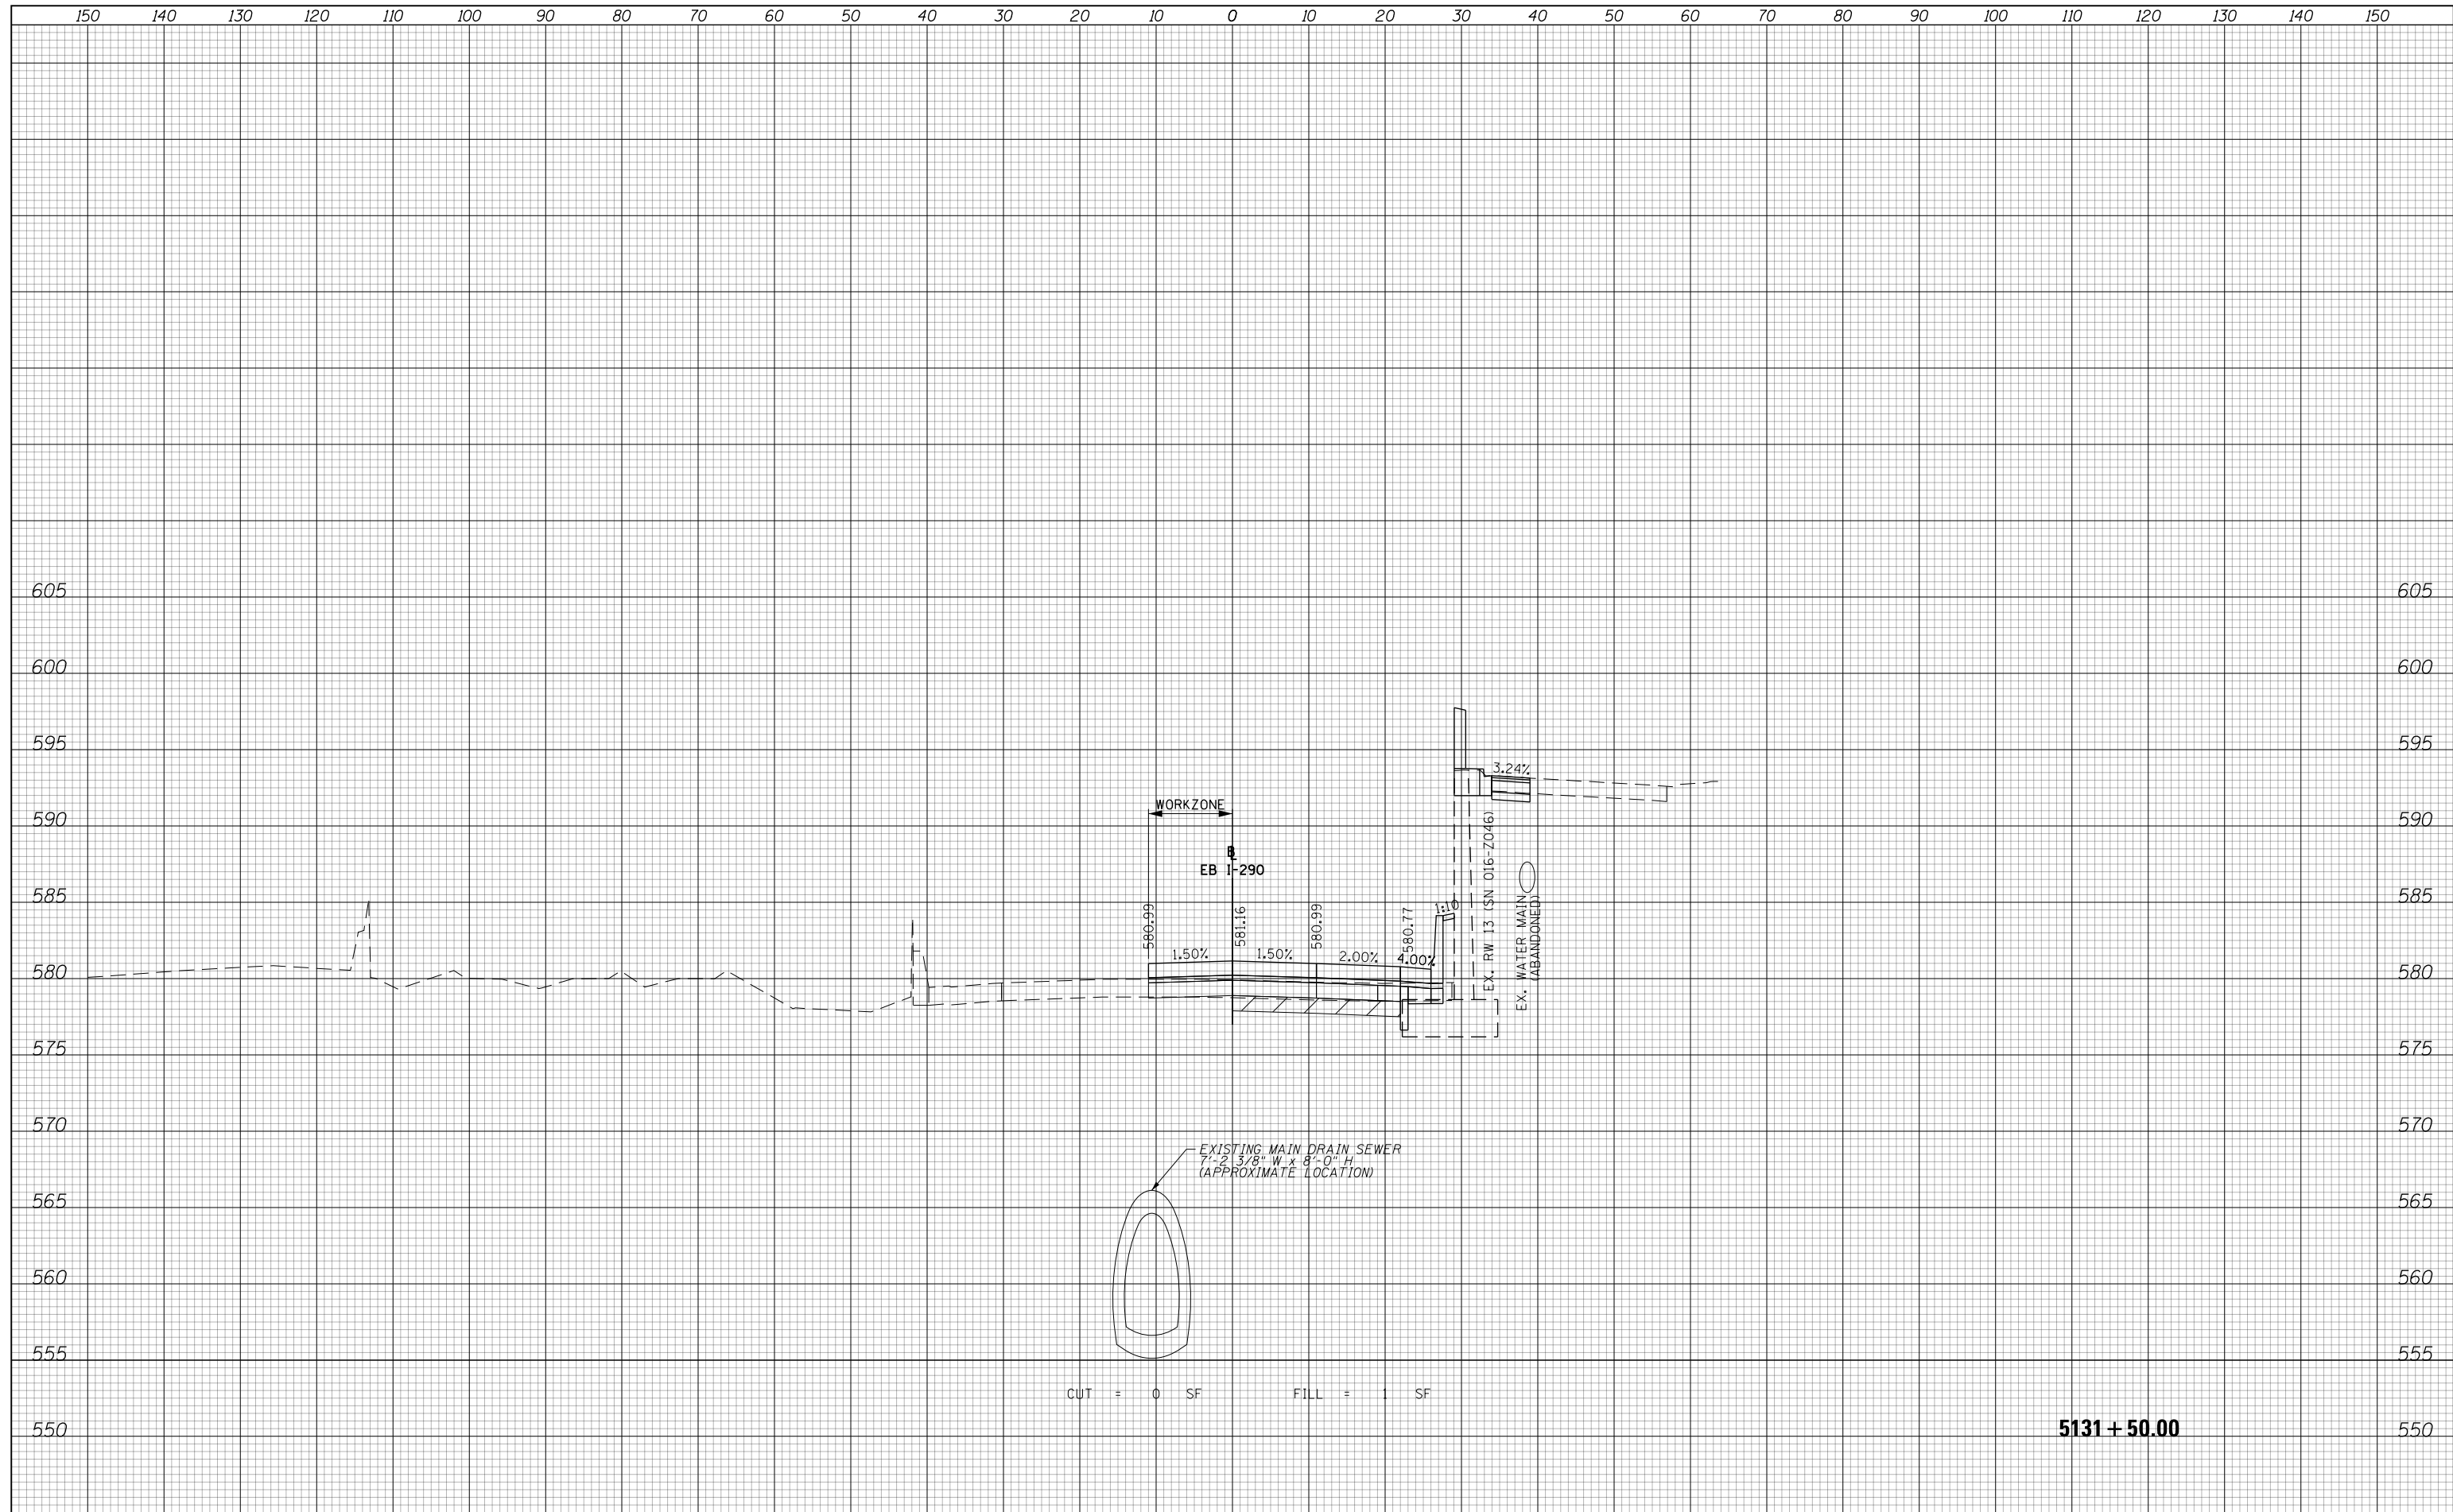 150 140 130 120 110 100 90 80 70 60 50 40 30 20 10 0 10 20 30 40 50 60 70 80 90 100 110 120 130 140 150
605 605
600 600
595 595
3.24%
WORKZONE
590 590
BL
EB I-290
585 585
580.99
581.16
580.99
580.77
1:10
EX. RW 13 (SN 016-Z046)
EX. WATER MAIN
(ABANDONED)
1.50% 1.50% 2.00% 4.00%
580 580
575 575
570 570
EXISTING MAIN DRAIN SEWER
7'-2 3/8" W x 8'-0" H
(APPROXIMATE LOCATION)
565 565
560 560
555 555
CUT = 0 SF FILL = 1 SF
550 5131+50.00 550